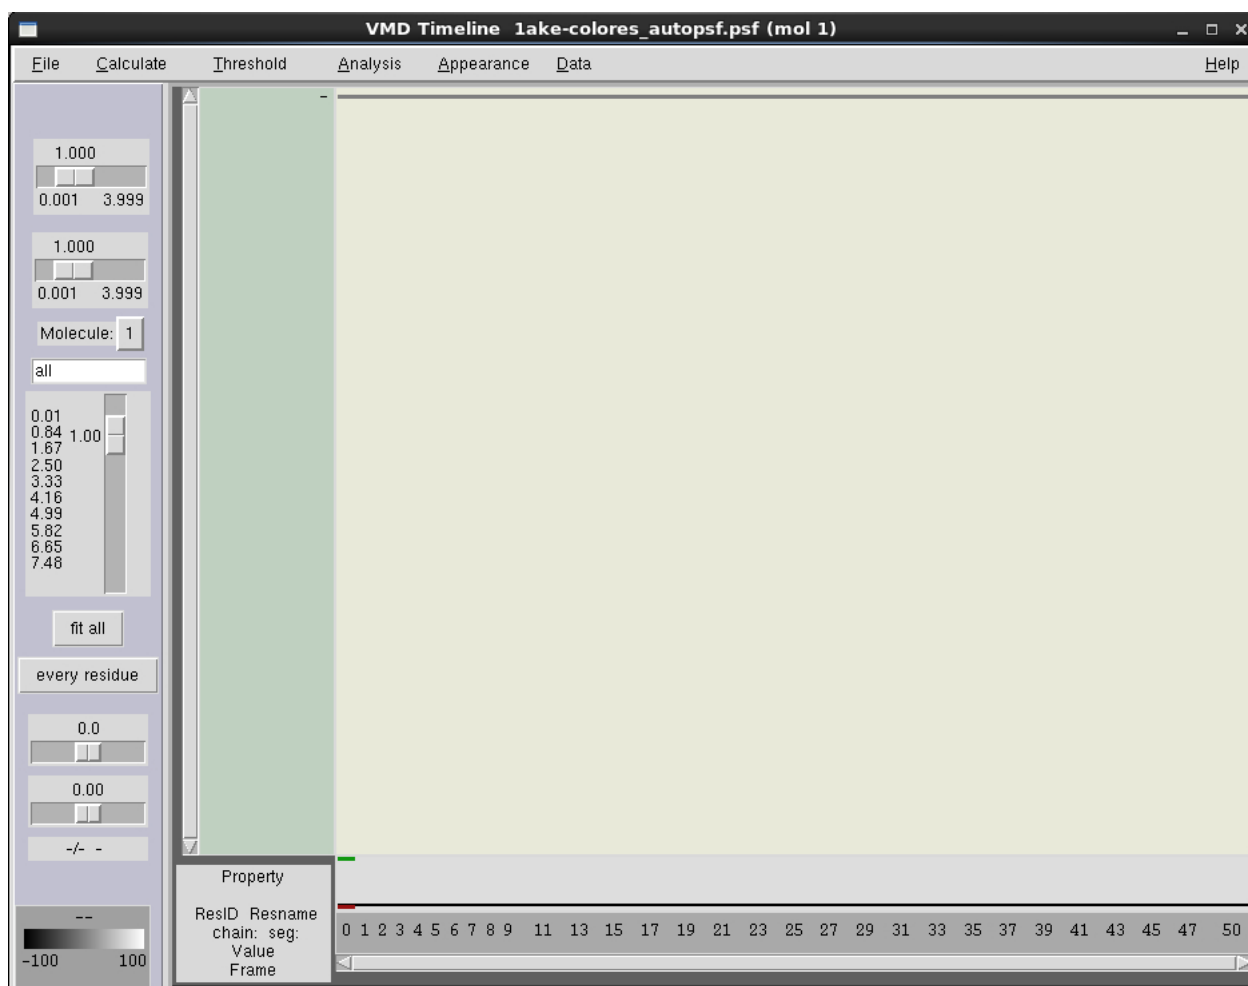 VMD Timeline  1ake-colores_autopsf.psf (mol 1)
File Calculate Threshold Analysis Appearance Data Help
-
1.000
0.001 3.999
1.000
0.001 3.999
Molecule: 1
all
0.01
0.84
1.67
2.50
3.33
4.16
4.99
5.82
6.65
7.48
1.00
fit all
every residue
0.0
0.00
-/- -
--
-100 100
Property
ResID Resname
chain: seg:
Value
Frame
0 1 2 3 4 5 6 7 8 9 11 13 15 17 19 21 23 25 27 29 31 33 35 37 39 41 43 45 47 50